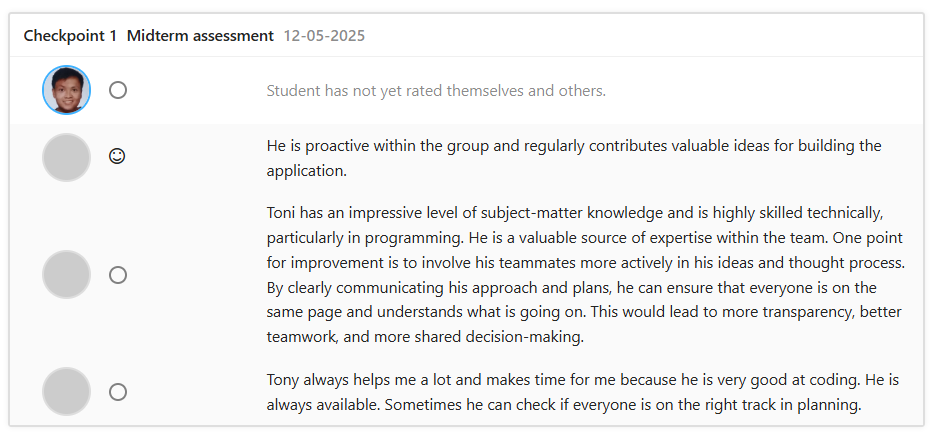 Checkpoint 1 Midterm assessment 12-05-2025
Student has not yet rated themselves and others.
He is proactive within the group and regularly contributes valuable ideas for building the
application.
Toni has an impressive level of subject-matter knowledge and is highly skilled technically,
particularly in programming. He is a valuable source of expertise within the team. One point
for improvement is to involve his teammates more actively in his ideas and thought process.
By clearly communicating his approach and plans, he can ensure that everyone is on the
same page and understands what is going on. This would lead to more transparency, better
teamwork, and more shared decision-making.
Tony always helps me a lot and makes time for me because he is very good at coding. He is
always available. Sometimes he can check if everyone is on the right track in planning.